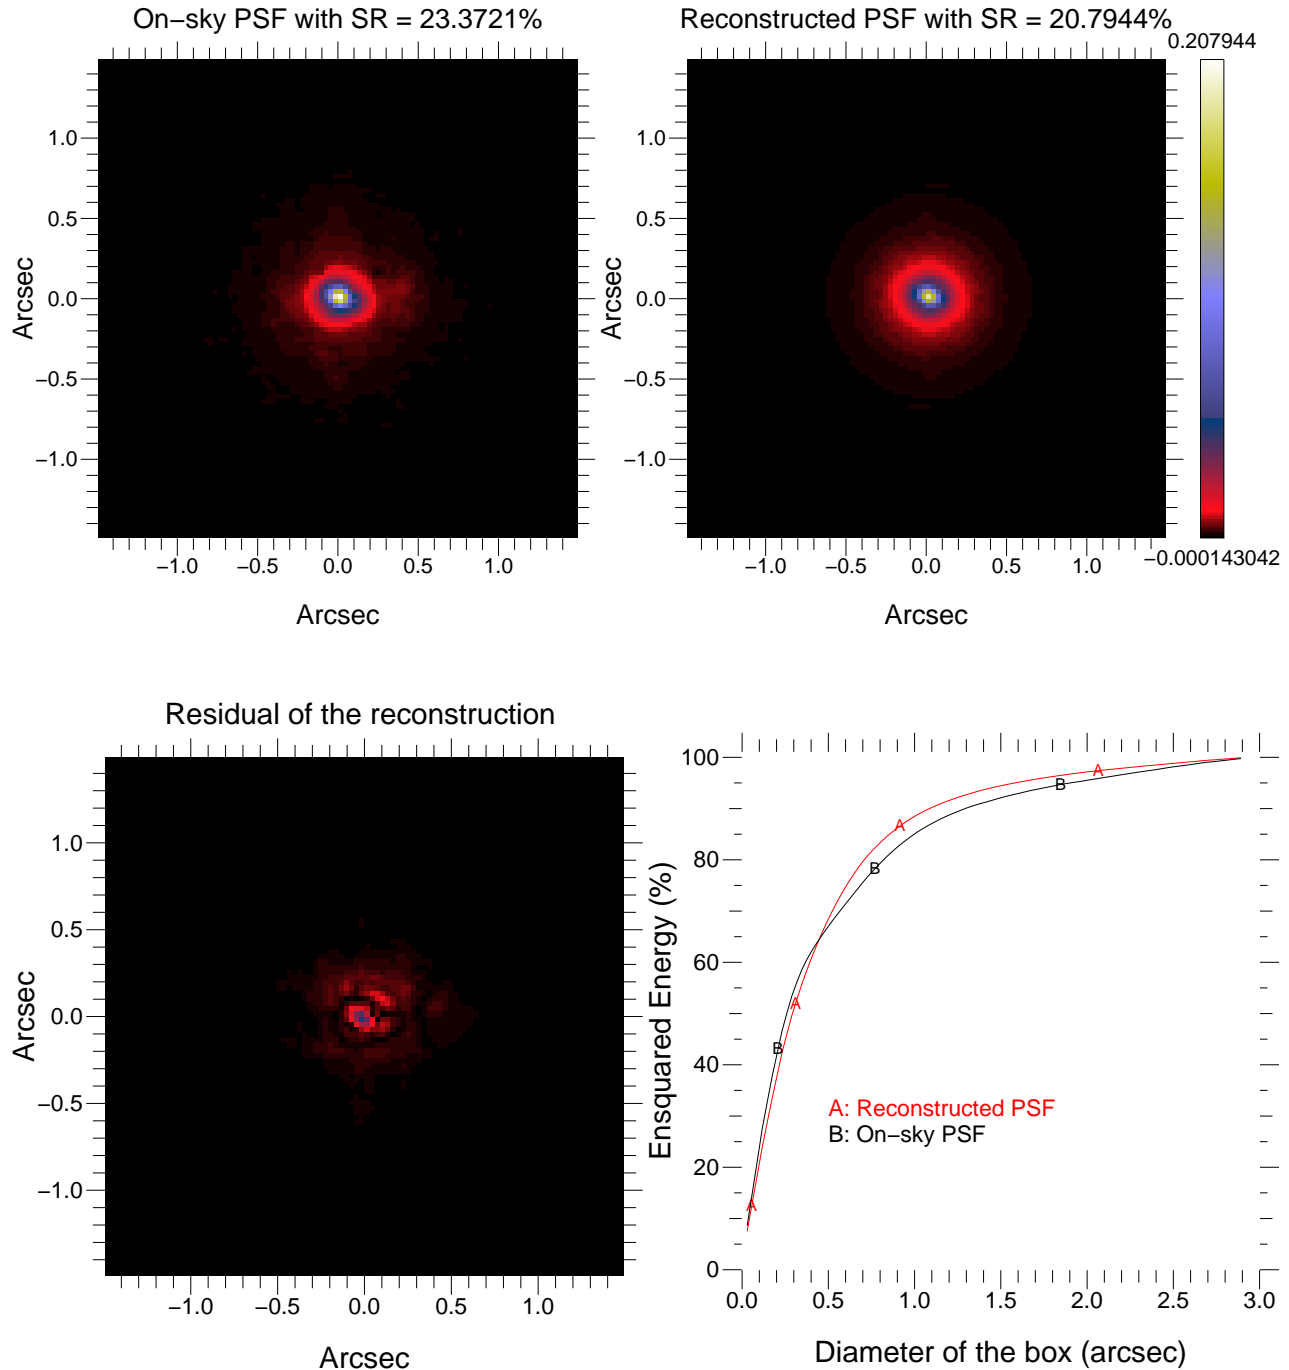 On−sky PSF with SR = 23.3721%
Reconstructed PSF with SR = 20.7944%
0.207944
1.0
0.5
0.0
−0.5
−1.0
Arcsec
−1.0 −0.5 0.0 0.5 1.0
Arcsec
1.0
0.5
0.0
−0.5
−1.0
Arcsec
−1.0 −0.5 0.0 0.5 1.0
Arcsec
−0.000143042
Residual of the reconstruction
1.0
0.5
0.0
−0.5
−1.0
Arcsec
−1.0 −0.5 0.0 0.5 1.0
Arcsec
100
80
60
40
20
0
Ensquared Energy (%)
A
A
A
A
B
B
B
A: Reconstructed PSF
B: On−sky PSF
0.0 0.5 1.0 1.5 2.0 2.5 3.0
Diameter of the box (arcsec)